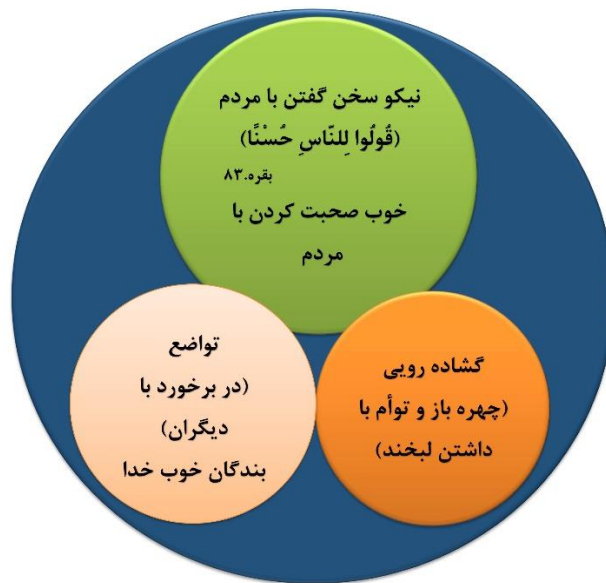 نیکو سخن گفتن با مردم
(قُولُوا لِلنّاسِ حُسْنًا)
بقره.۸۳
خوب صحبت کردن با
مردم
گشاده رویی
(چهره باز و توأم با
داشتن لبخند)
تواضع
(در برخورد با
دیگران)
بندگان خوب خدا